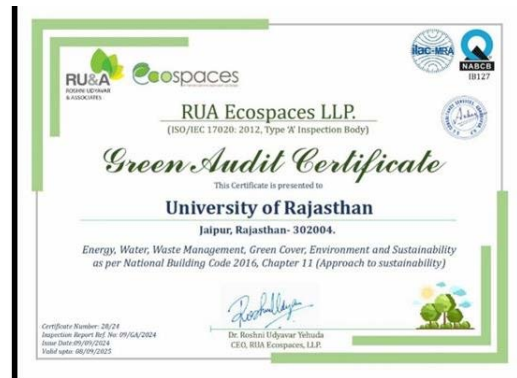 RU&A
ROSHNI UDYAVAR
& ASSOCIATES
Ecospaces
ilac-MRA
NABCB
IB127
RUA Ecospaces LLP.
(ISO/IEC 17020: 2012, Type 'A' Inspection Body)
Green Audit Certificate
This Certificate is presented to
University of Rajasthan
Jaipur, Rajasthan- 302004.
Energy, Water, Waste Management, Green Cover, Environment and Sustainability
as per National Building Code 2016, Chapter 11 (Approach to sustainability)
Certificate Number: 28/24
Inspection Report Ref. No: 09/GA/2024
Issue Date:09/09/2024
Valid upto: 08/09/2025
Dr. Roshni Udyavar Yehuda
CEO, RUA Ecospaces, LLP.